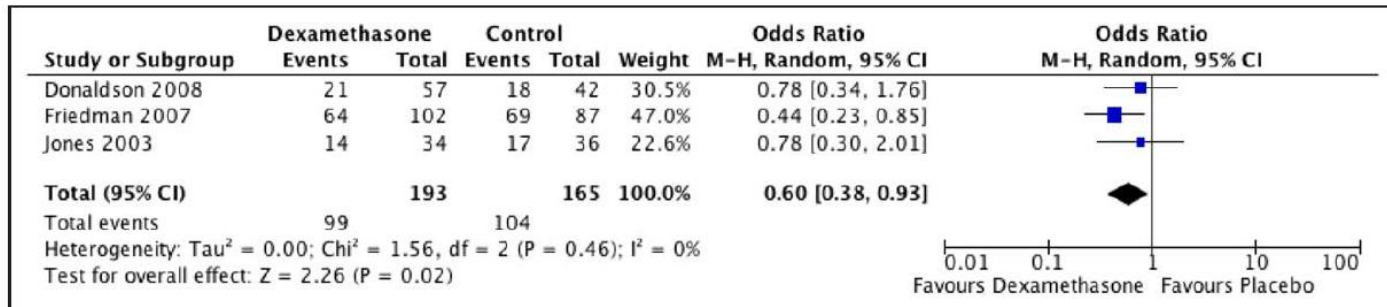 Dexamethasone Control Odds Ratio Odds Ratio
Study or Subgroup Events Total Events Total Weight M-H, Random, 95% CI M-H, Random, 95% CI
Donaldson 2008 21 57 18 42 30.5% 0.78 [0.34, 1.76]
Friedman 2007 64 102 69 87 47.0% 0.44 [0.23, 0.85]
Jones 2003 14 34 17 36 22.6% 0.78 [0.30, 2.01]
Total (95% CI) 193 165 100.0% 0.60 [0.38, 0.93]
Total events 99 104
Heterogeneity: Tau² = 0.00; Chi² = 1.56, df = 2 (P = 0.46); I² = 0%
Test for overall effect: Z = 2.26 (P = 0.02)
0.01 0.1 1 10 100
Favours Dexamethasone Favours Placebo